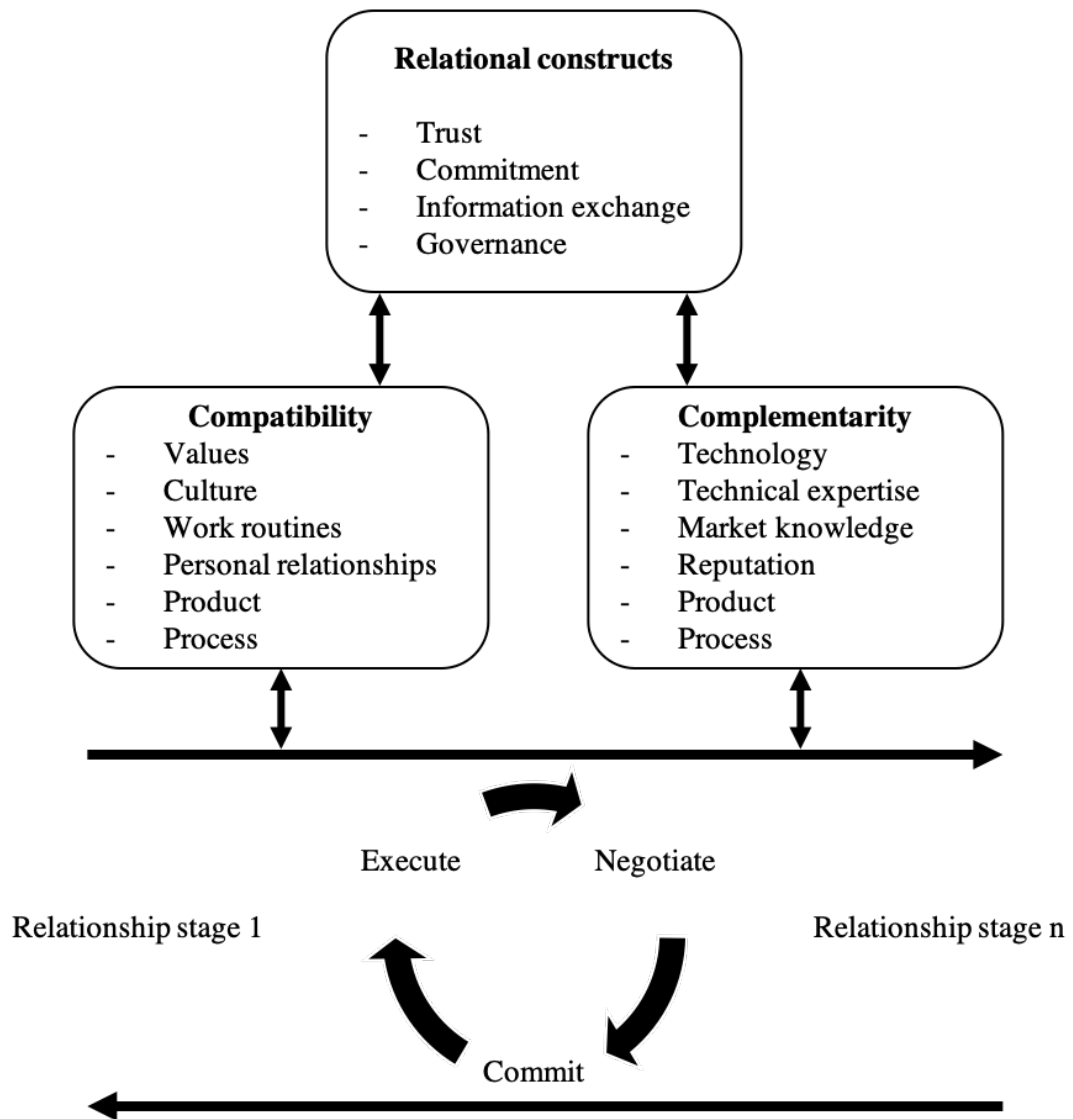 Relational constructs
- Trust
- Commitment
- Information exchange
- Governance
Compatibility
- Values
- Culture
- Work routines
- Personal relationships
- Product
- Process
Complementarity
- Technology
- Technical expertise
- Market knowledge
- Reputation
- Product
- Process
Execute
Negotiate
Relationship stage 1
Relationship stage n
Commit